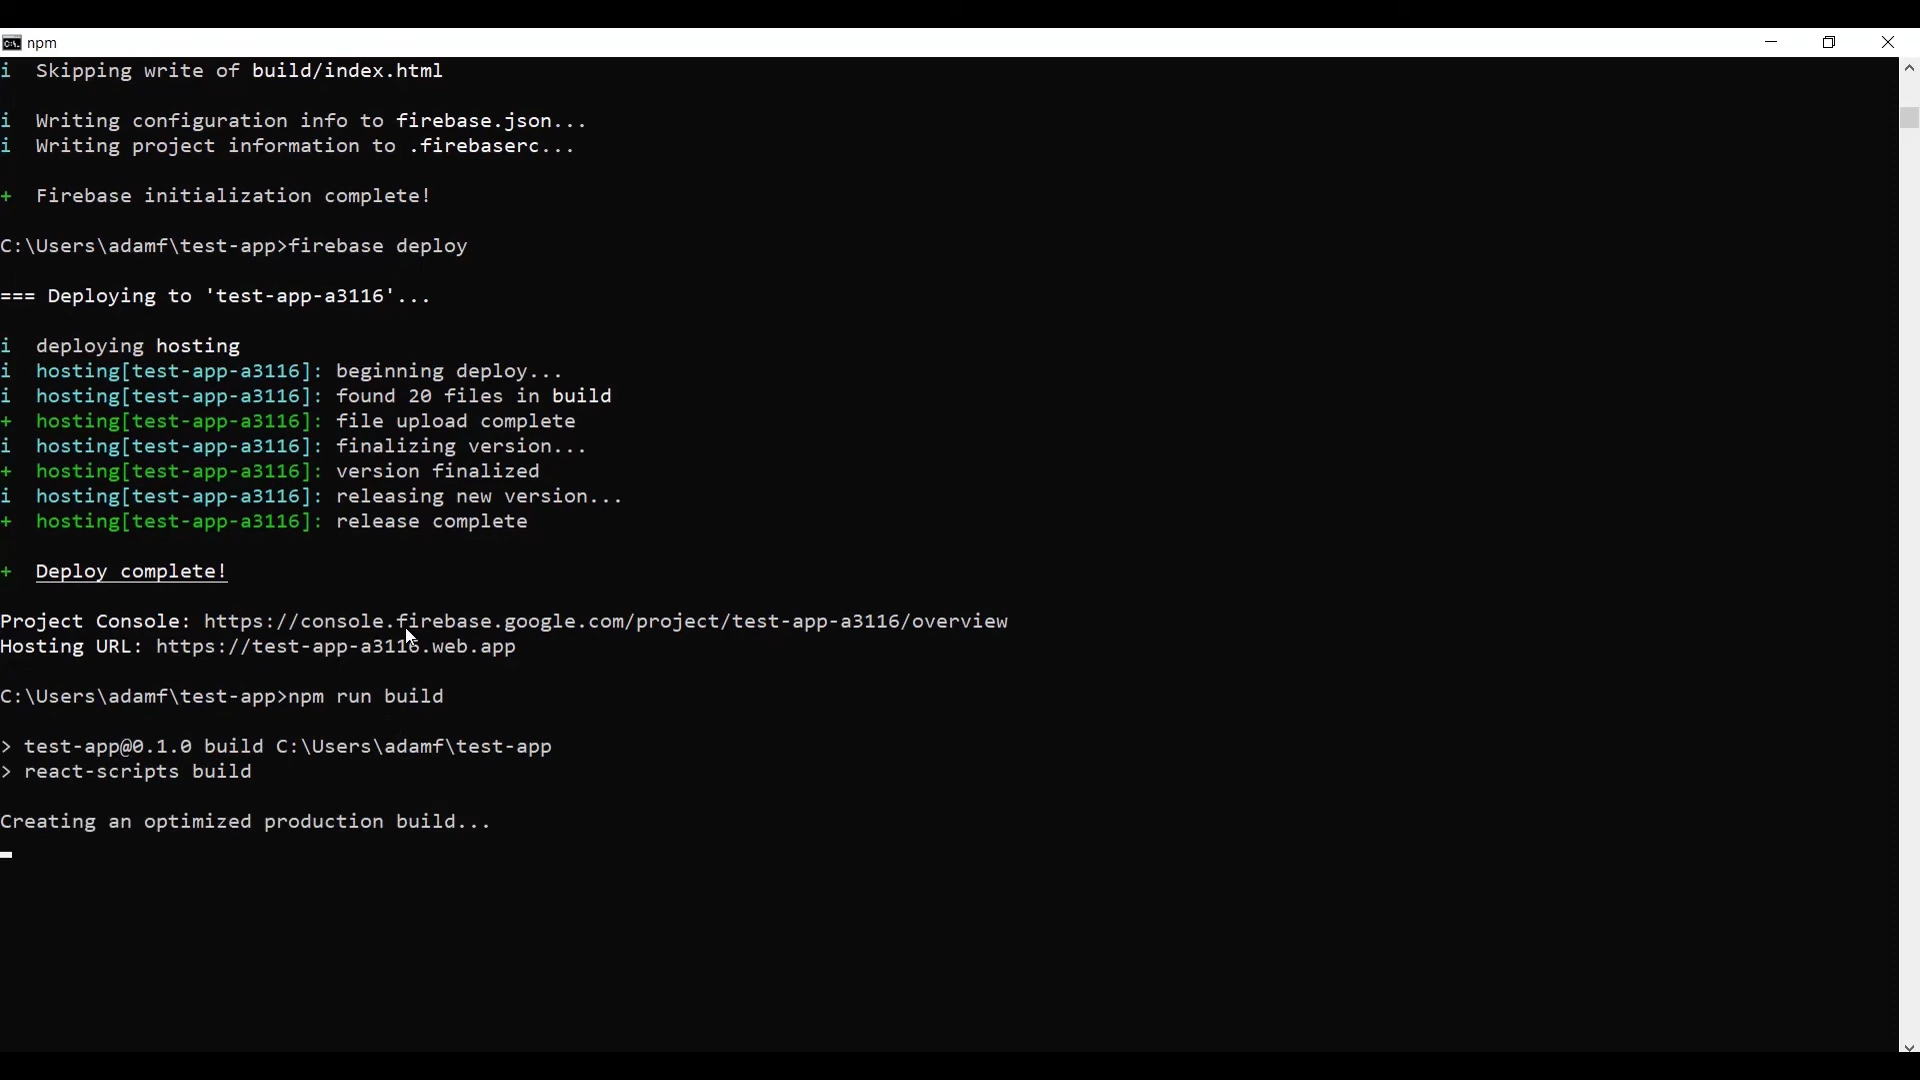 npm
i  Skipping write of build/index.html
i  Writing configuration info to firebase.json...
i  Writing project information to .firebaserc...
+  Firebase initialization complete!
C:\Users\adamf\test-app>firebase deploy
=== Deploying to 'test-app-a3116'...
i  deploying hosting
i  hosting[test-app-a3116]: beginning deploy...
i  hosting[test-app-a3116]: found 20 files in build
+  hosting[test-app-a3116]: file upload complete
i  hosting[test-app-a3116]: finalizing version...
+  hosting[test-app-a3116]: version finalized
i  hosting[test-app-a3116]: releasing new version...
+  hosting[test-app-a3116]: release complete
+  Deploy complete!
Project Console: https://console.firebase.google.com/project/test-app-a3116/overview
Hosting URL: https://test-app-a3116.web.app
C:\Users\adamf\test-app>npm run build
> test-app@0.1.0 build C:\Users\adamf\test-app
> react-scripts build
Creating an optimized production build...